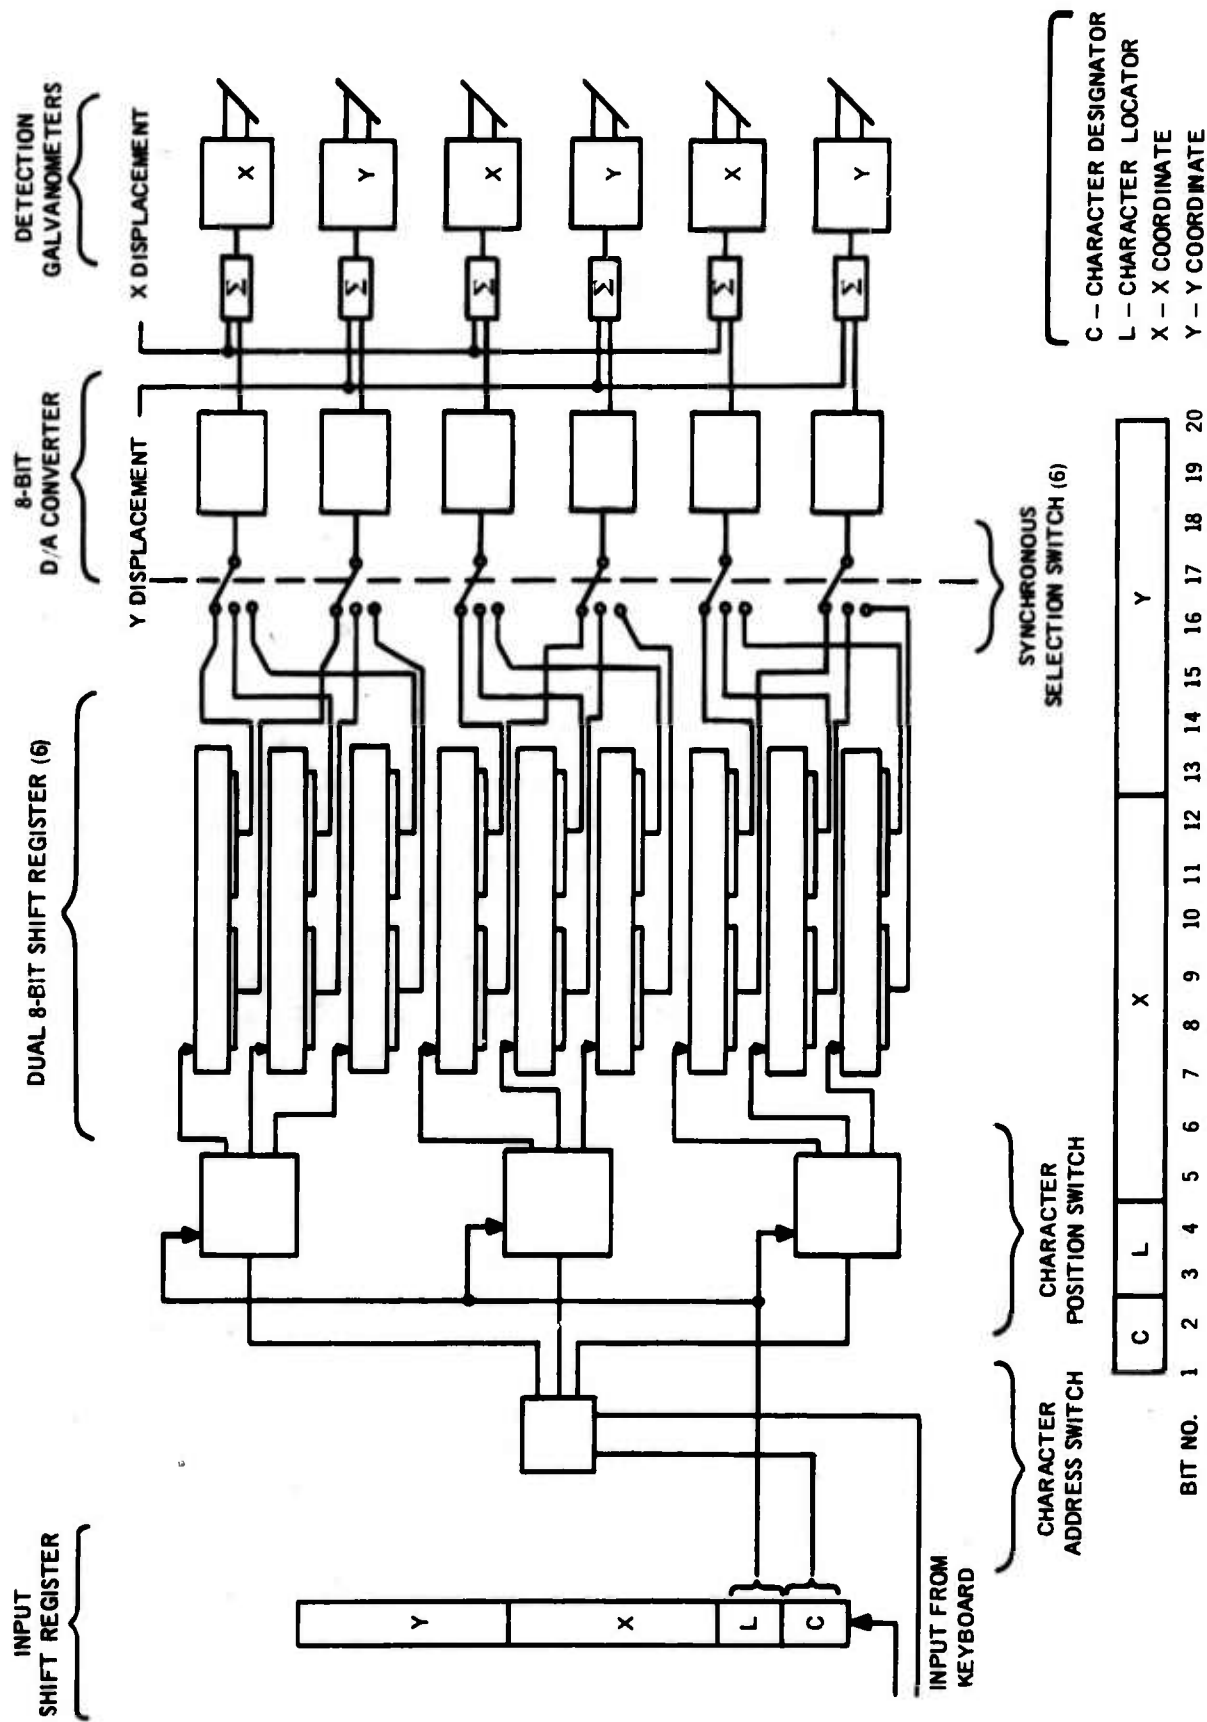 INPUT
SHIFT REGISTER
DUAL 8-BIT SHIFT REGISTER (6)
8-BIT
D/A CONVERTER
DETECTION
GALVANOMETERS
Y DISPLACEMENT
X DISPLACEMENT
Σ
X
Σ
Y
Σ
X
Σ
Y
Σ
X
Σ
Y
Y
X
L
C
INPUT FROM
KEYBOARD
CHARACTER
ADDRESS SWITCH
CHARACTER
POSITION SWITCH
SYNCHRONOUS
SELECTION SWITCH (6)
C – CHARACTER DESIGNATOR
L – CHARACTER LOCATOR
X – X COORDINATE
Y – Y COORDINATE
C L X Y
BIT NO. 1 2 3 4 5 6 7 8 9 10 11 12 13 14 15 16 17 18 19 20